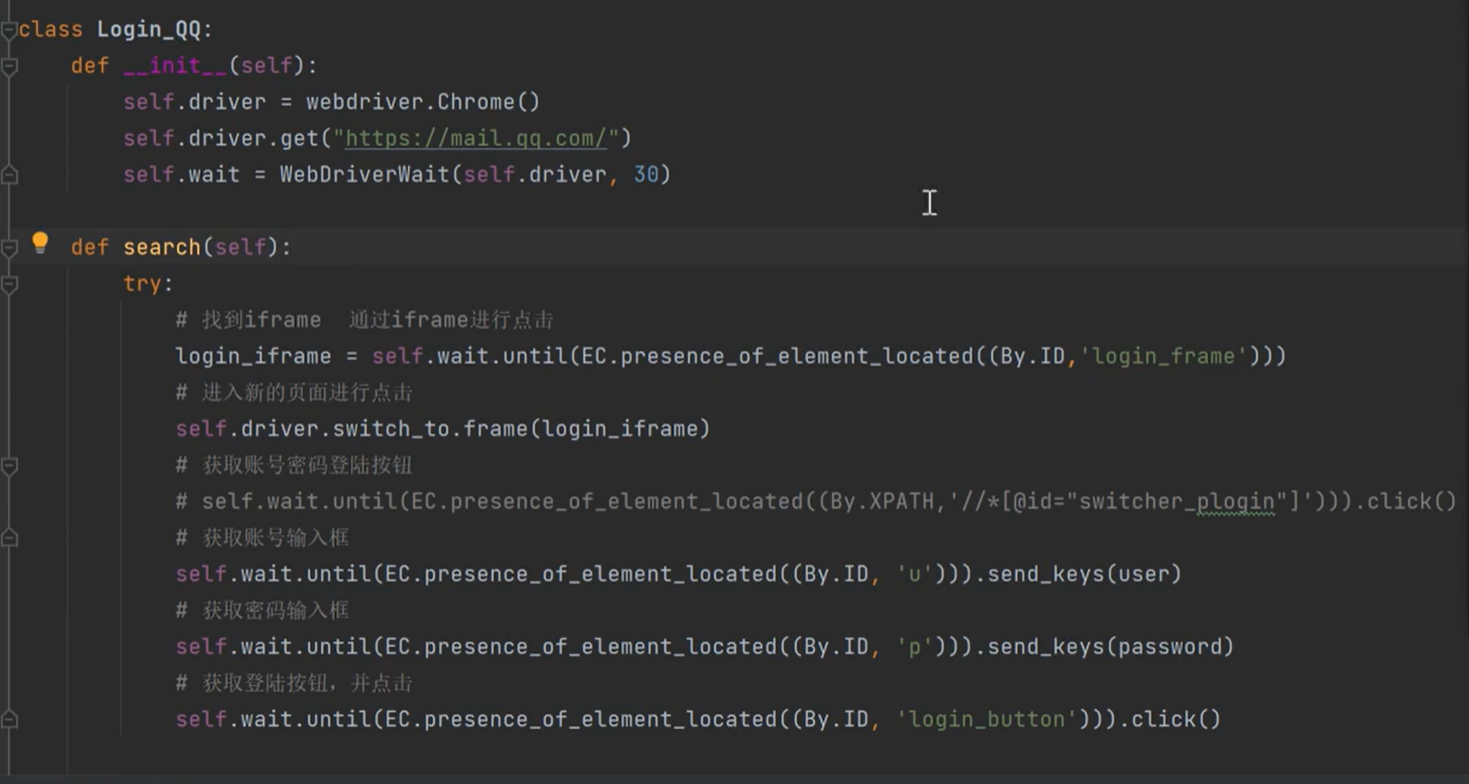 class Login_QQ:
    def __init__(self):
        self.driver = webdriver.Chrome()
        self.driver.get("https://mail.qq.com/")
        self.wait = WebDriverWait(self.driver, 30)

    def search(self):
        try:
            # 找到iframe  通过iframe进行点击
            login_iframe = self.wait.until(EC.presence_of_element_located((By.ID,'login_frame')))
            # 进入新的页面进行点击
            self.driver.switch_to.frame(login_iframe)
            # 获取账号密码登陆按钮
            # self.wait.until(EC.presence_of_element_located((By.XPATH,'//*[@id="switcher_plogin"]'))).click()
            # 获取账号输入框
            self.wait.until(EC.presence_of_element_located((By.ID, 'u'))).send_keys(user)
            # 获取密码输入框
            self.wait.until(EC.presence_of_element_located((By.ID, 'p'))).send_keys(password)
            # 获取登陆按钮，并点击
            self.wait.until(EC.presence_of_element_located((By.ID, 'login_button'))).click()